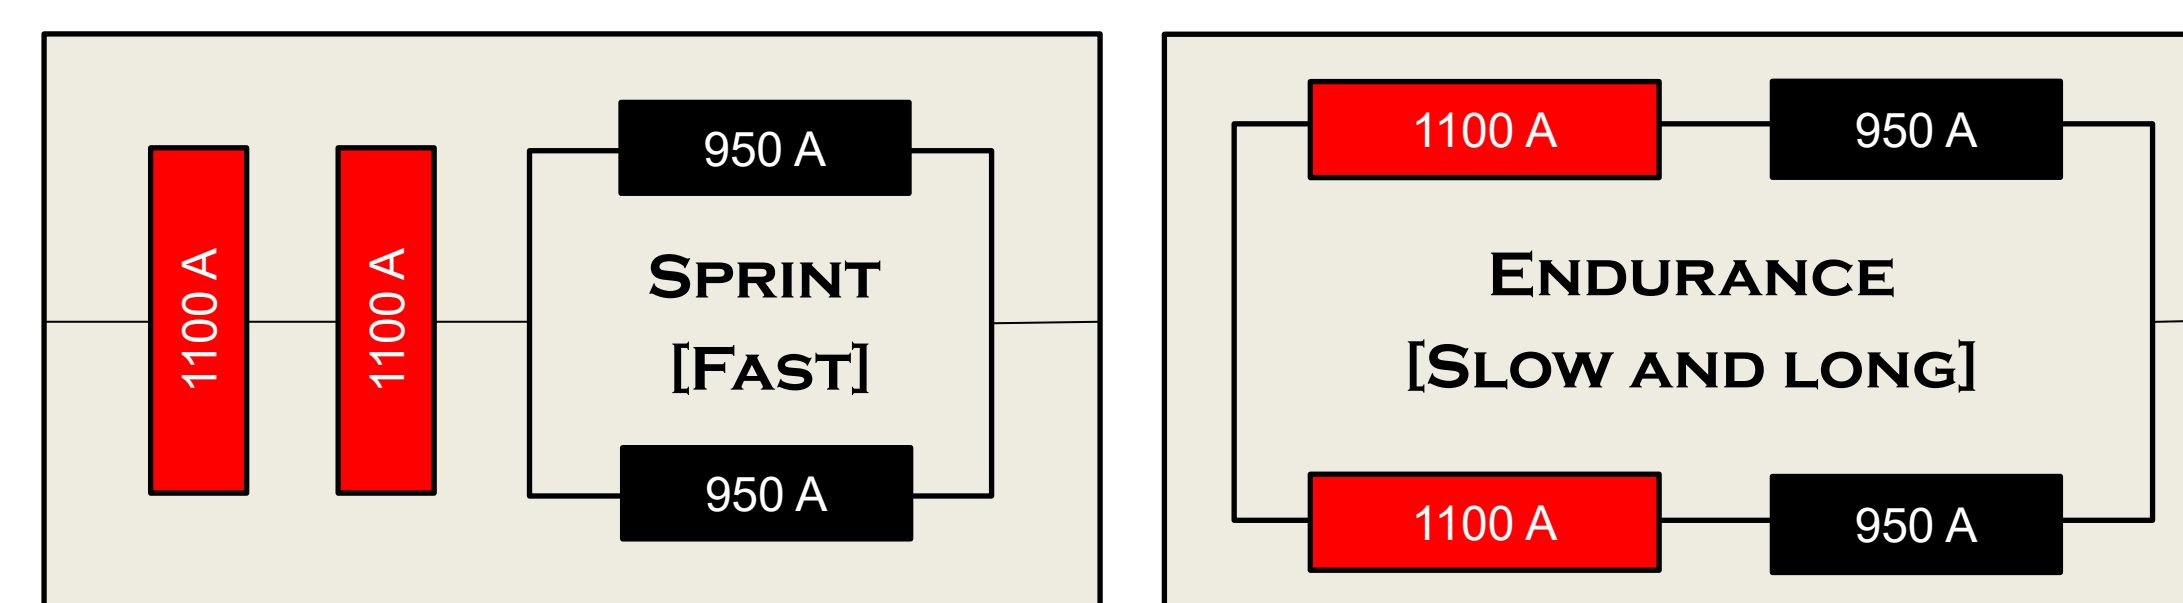 1100 A
1100 A
950 A
SPRINT
[FAST]
950 A
1100 A
950 A
ENDURANCE
[SLOW AND LONG]
1100 A
950 A